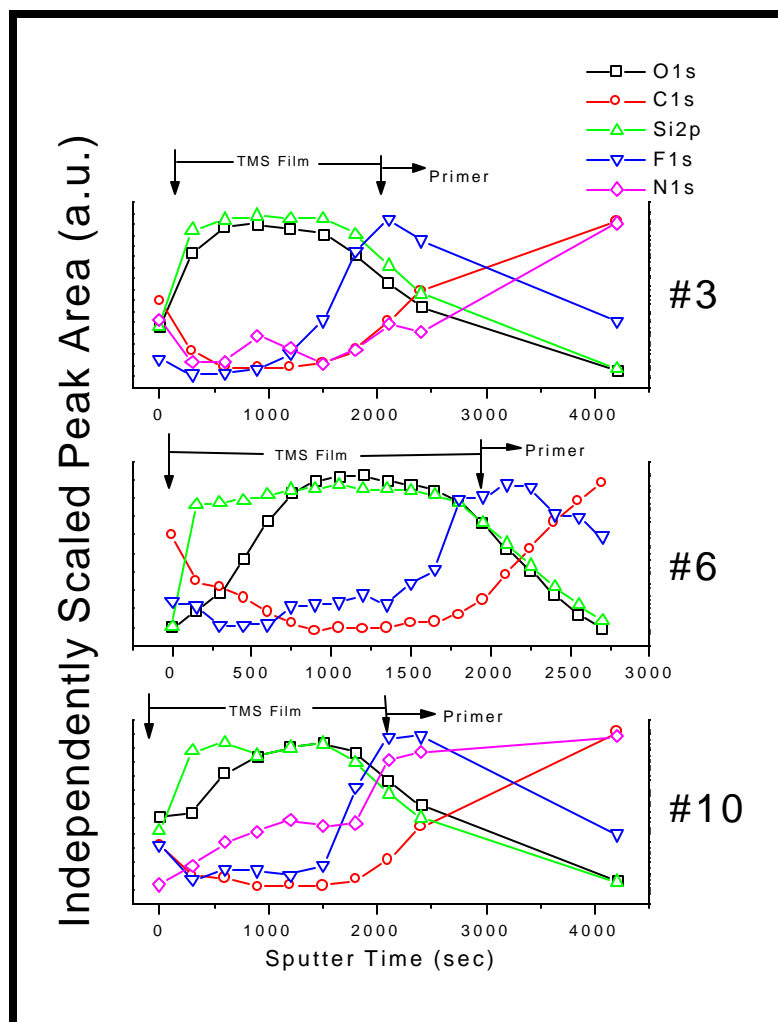 O1s
C1s
Si2p
F1s
N1s
Independently Scaled Peak Area (a.u.)
TMS Film
Primer
#3
0 1000 2000 3000 4000
TMS Film
Primer
#6
0 500 1000 1500 2000 2500 3000
TMS Film
Primer
#10
0 1000 2000 3000 4000
Sputter Time (sec)